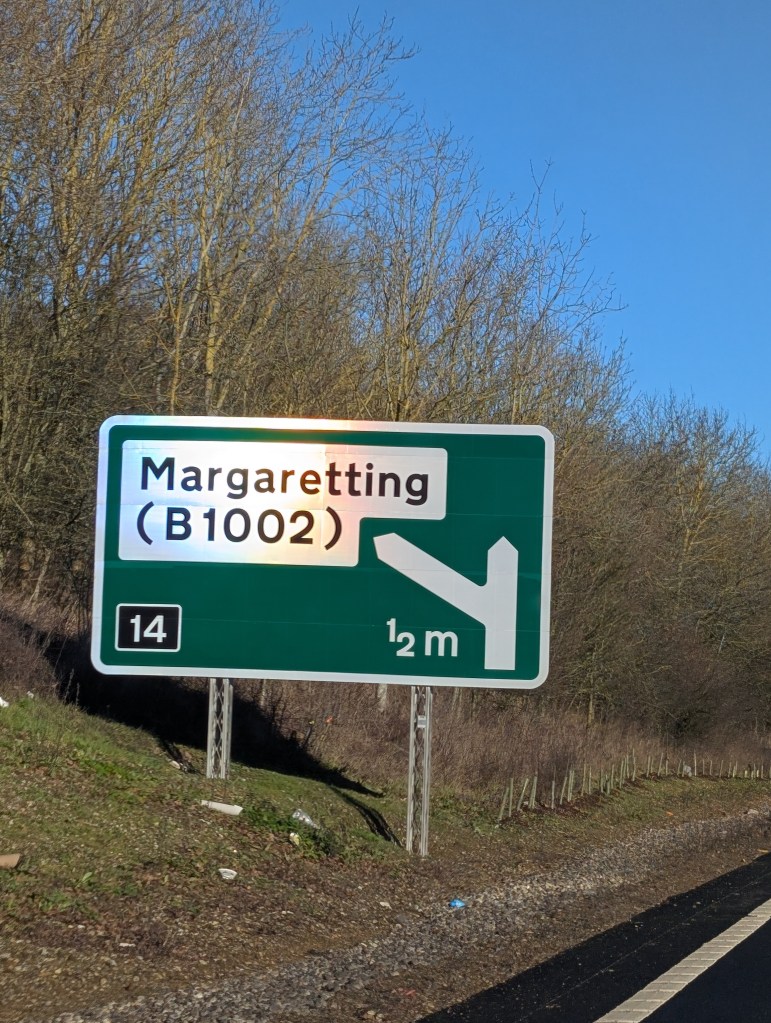 Margaretting
(B1002)
14
½ m